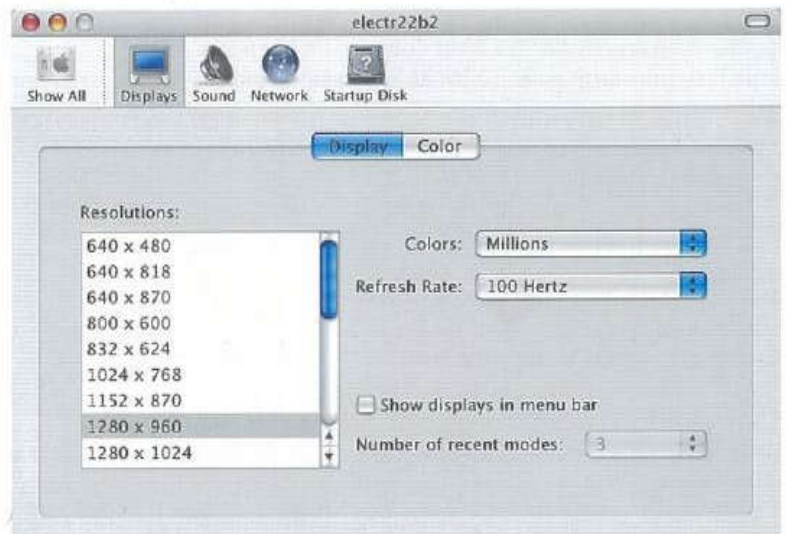 electr22b2
Show All
Displays
Sound
Network
Startup Disk
Display
Color
Resolutions:
640 x 480
640 x 818
640 x 870
800 x 600
832 x 624
1024 x 768
1152 x 870
1280 x 960
1280 x 1024
Colors: Millions
Refresh Rate: 100 Hertz
Show displays in menu bar
Number of recent modes: 3